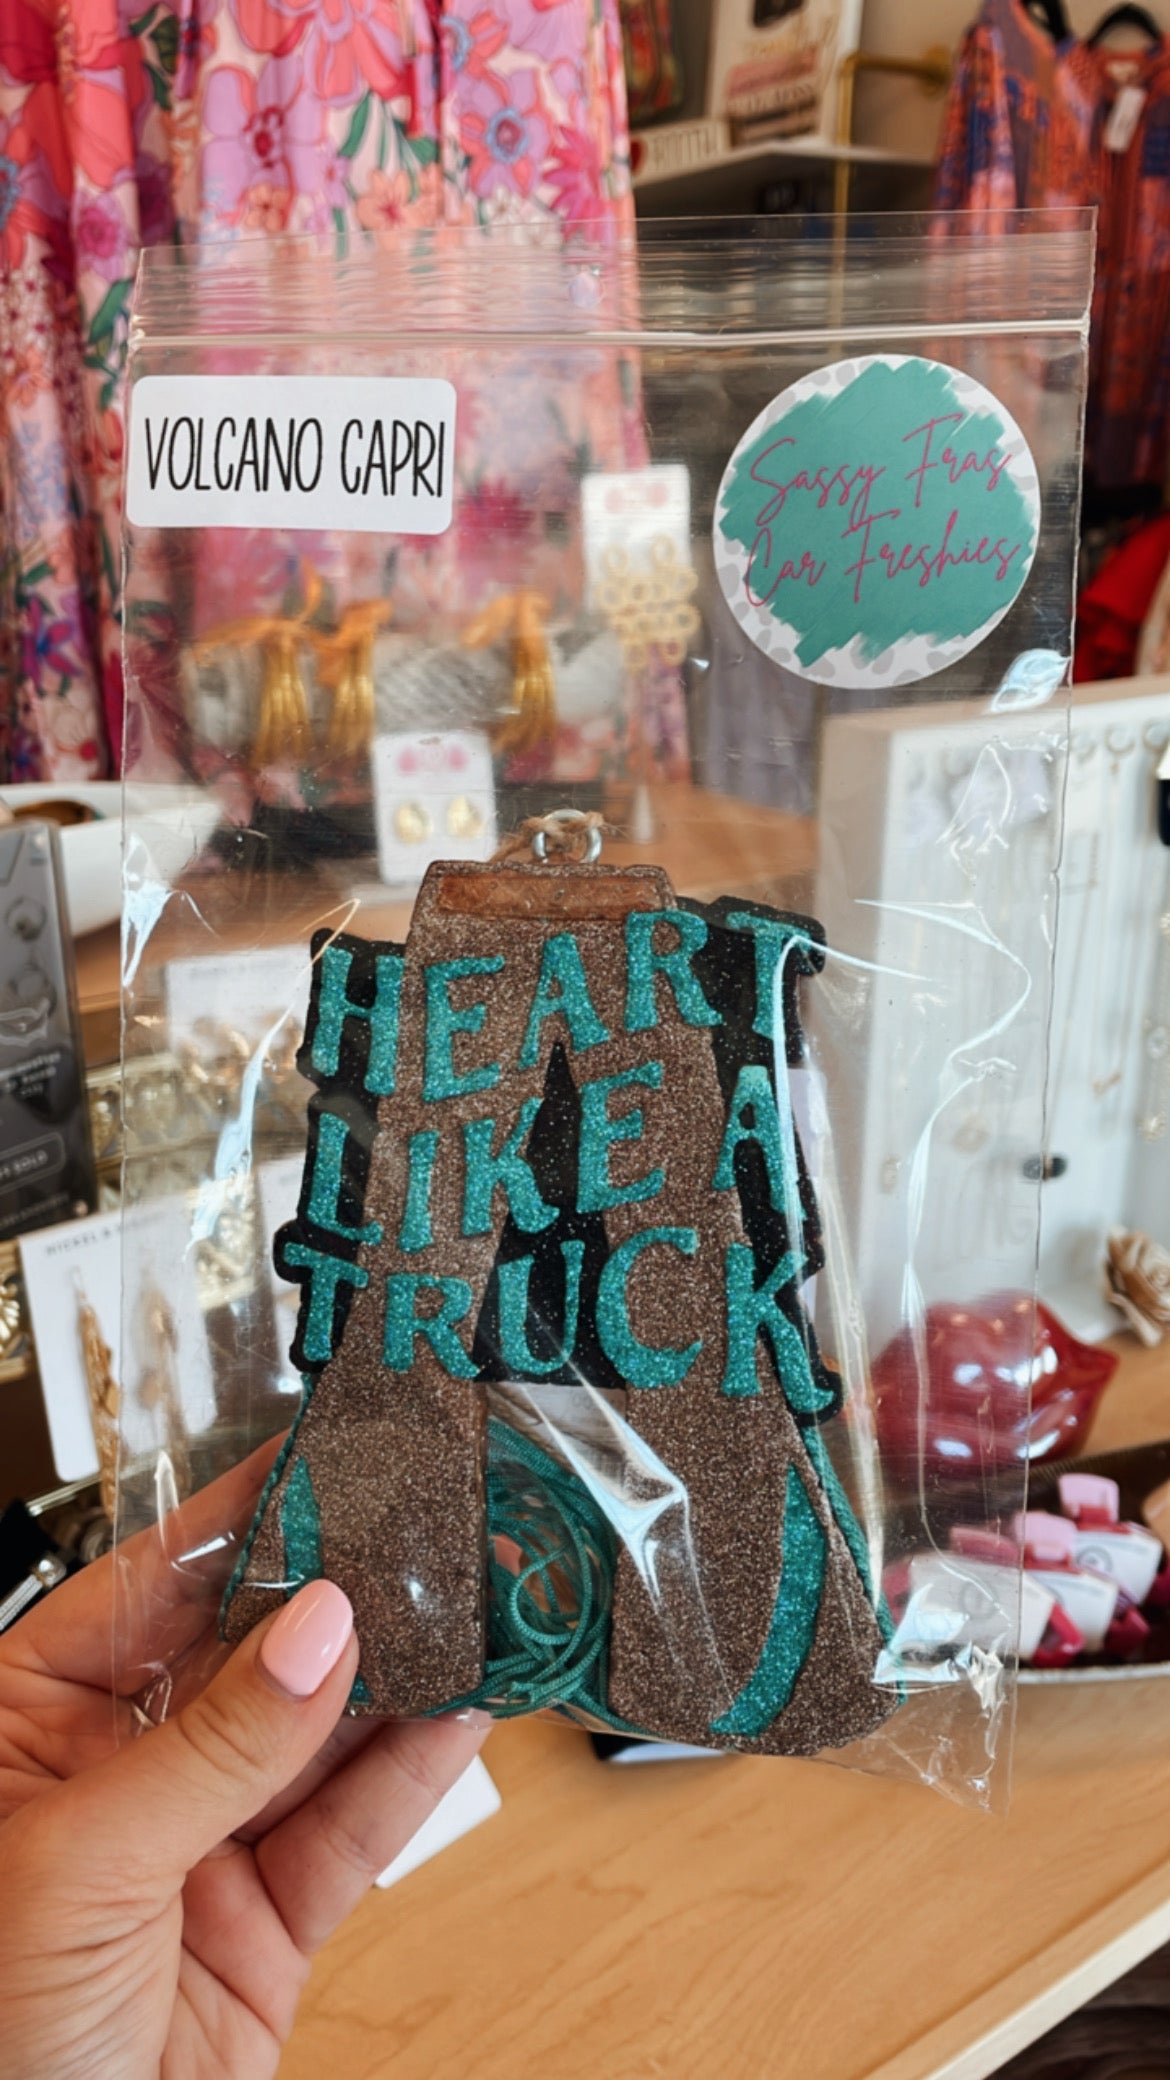 VOLCANO CAPRI
Sassy Fras
Car Freshies
HEART
LIKE A
TRUCK